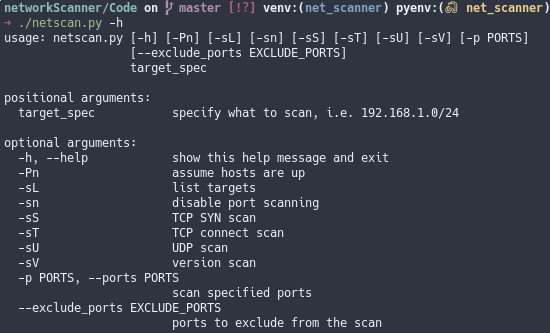 networkScanner/Code on master [!?] venv:(net_scanner) pyenv:( net_scanner)
→ ./netscan.py -h
usage: netscan.py [-h] [-Pn] [-sL] [-sn] [-sS] [-sT] [-sU] [-sV] [-p PORTS]
[--exclude_ports EXCLUDE_PORTS]
target_spec
positional arguments:
target_spec specify what to scan, i.e. 192.168.1.0/24
optional arguments:
-h, --help show this help message and exit
-Pn assume hosts are up
-sL list targets
-sn disable port scanning
-sS TCP SYN scan
-sT TCP connect scan
-sU UDP scan
-sV version scan
-p PORTS, --ports PORTS
scan specified ports
--exclude_ports EXCLUDE_PORTS
ports to exclude from the scan